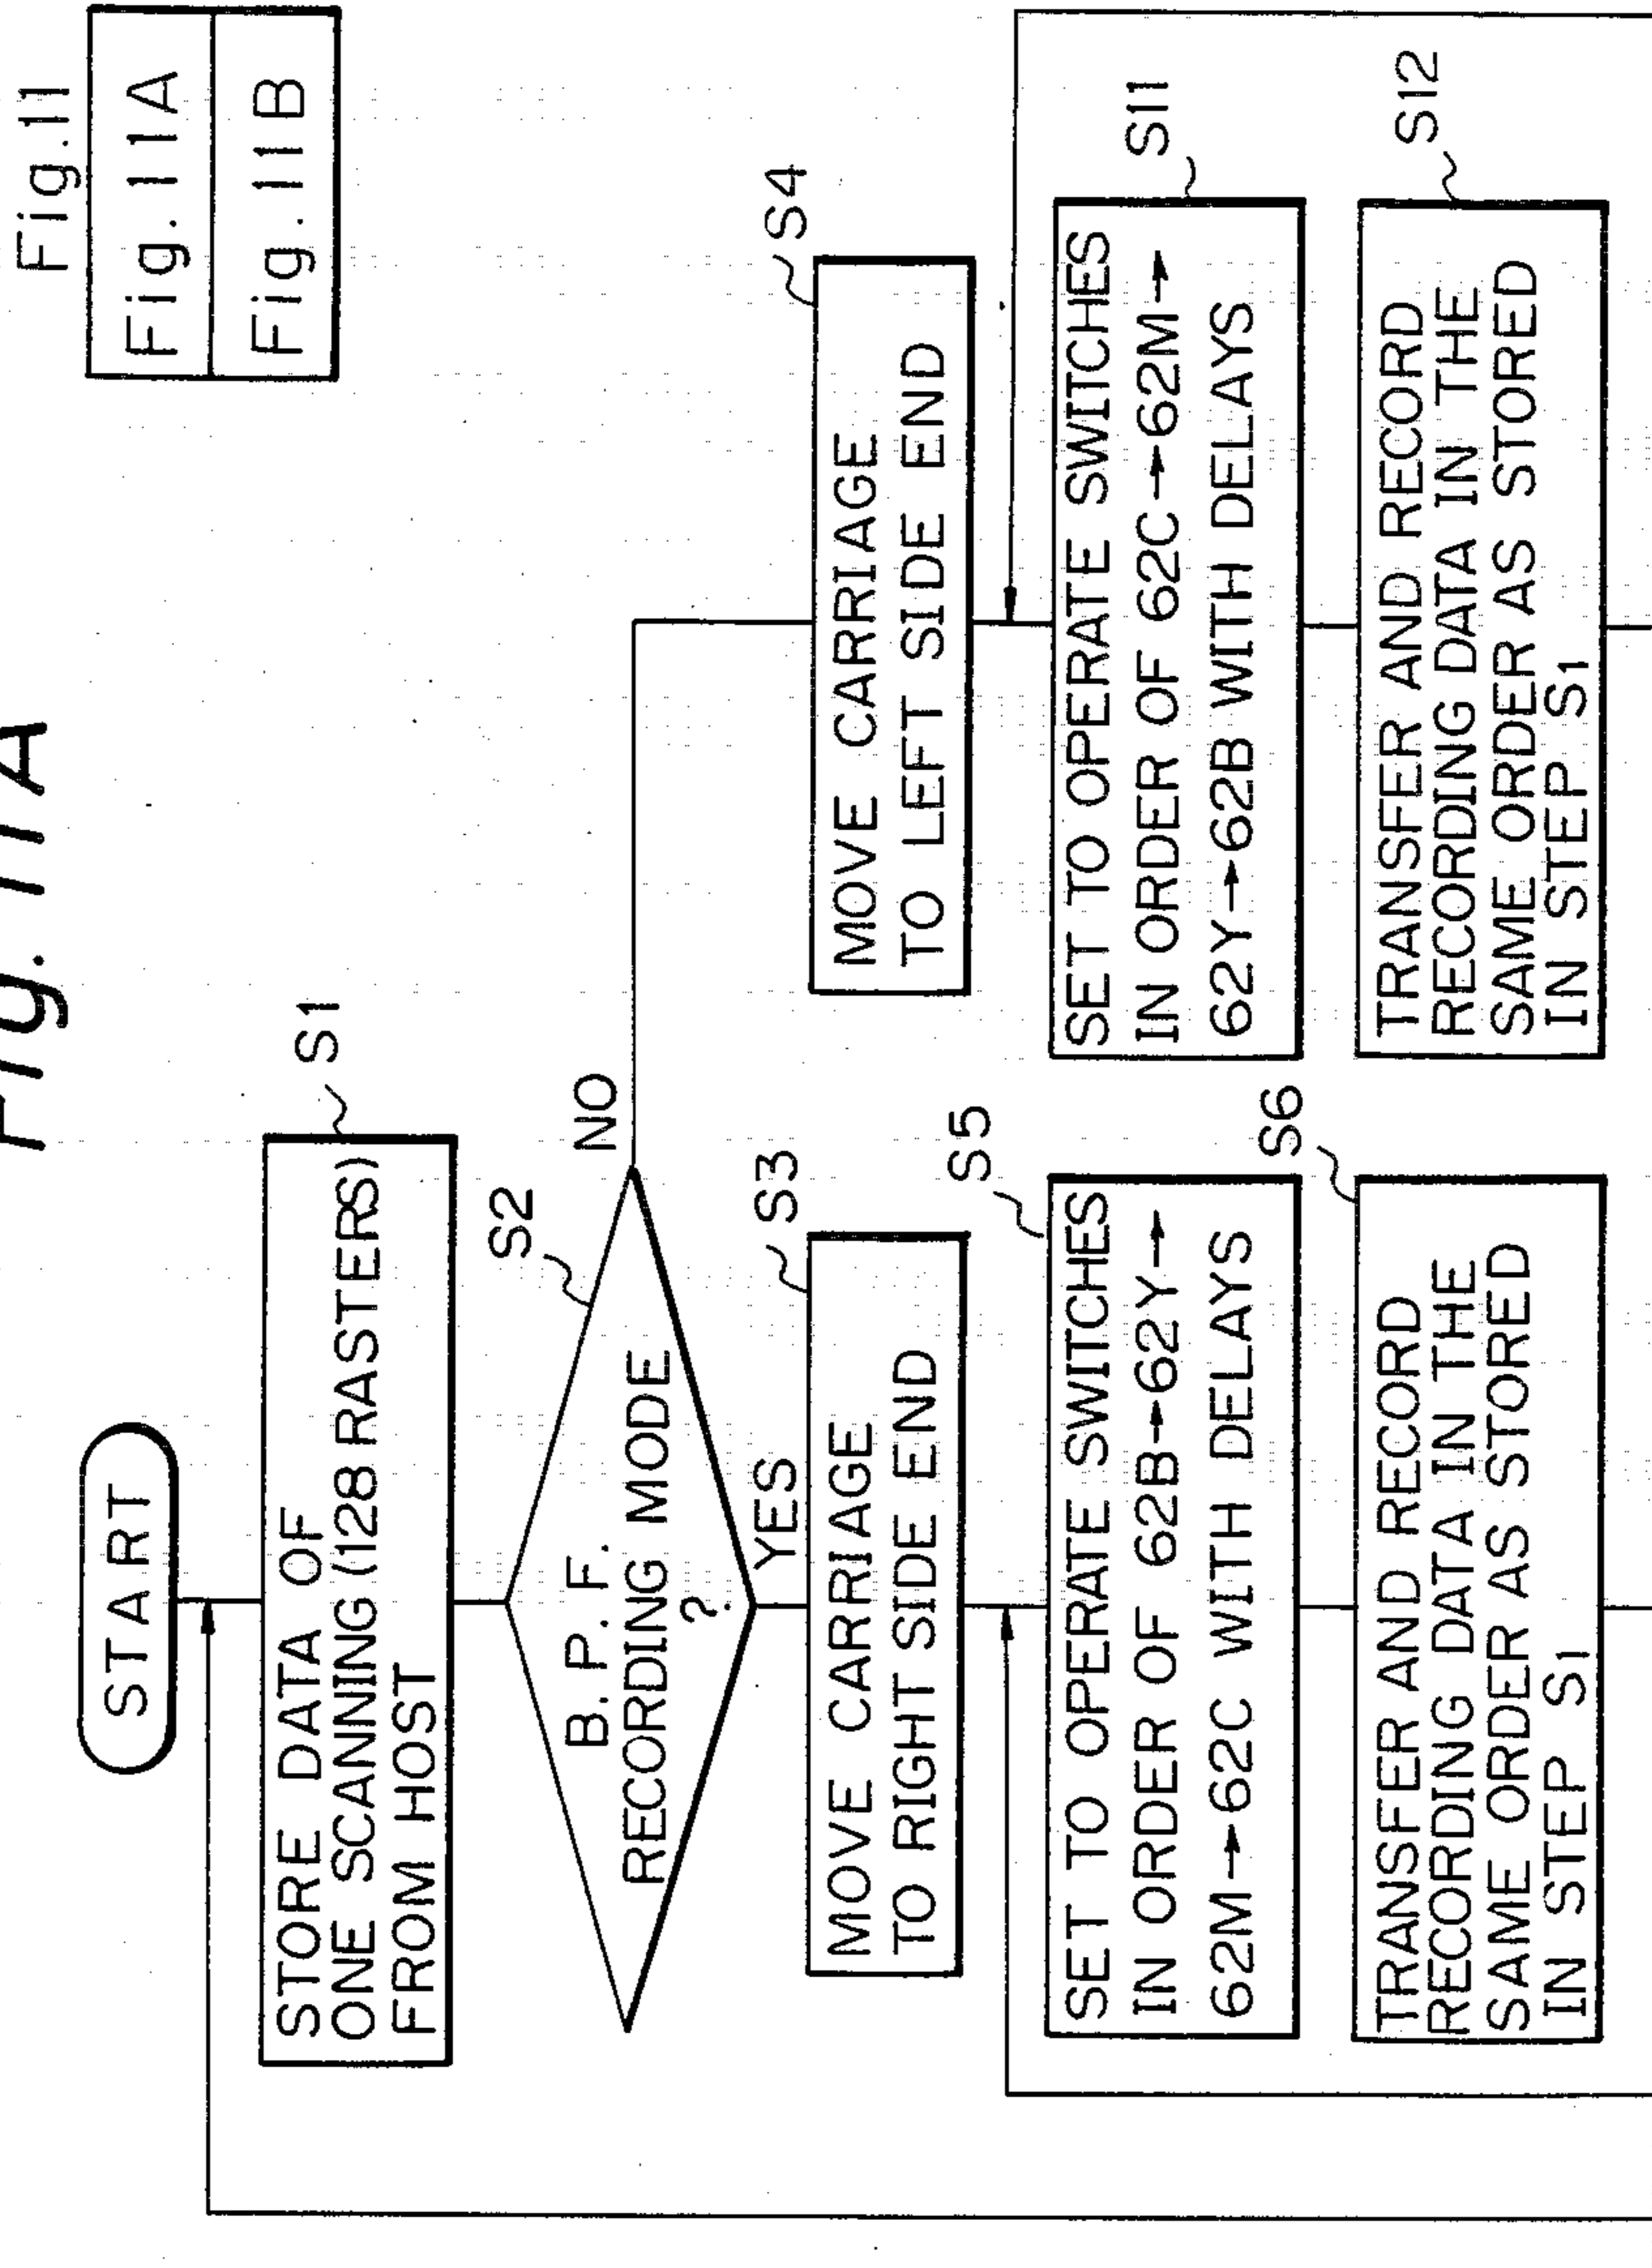 Fig. 11A
Fig.11
Fig.11A
Fig.11B
START
STORE DATA OF
ONE SCANNING (128 RASTERS)
FROM HOST
S1
B. P. F.
RECORDING MODE
?
S2
NO
YES
MOVE CARRIAGE
TO RIGHT SIDE END
S3
MOVE CARRIAGE
TO LEFT SIDE END
S4
SET TO OPERATE SWITCHES
IN ORDER OF 62B→62Y→
62M→62C WITH DELAYS
S5
SET TO OPERATE SWITCHES
IN ORDER OF 62C→62M→
62Y→62B WITH DELAYS
S11
TRANSFER AND RECORD
RECORDING DATA IN THE
SAME ORDER AS STORED
IN STEP S1
S6
TRANSFER AND RECORD
RECORDING DATA IN THE
SAME ORDER AS STORED
IN STEP S1
S12